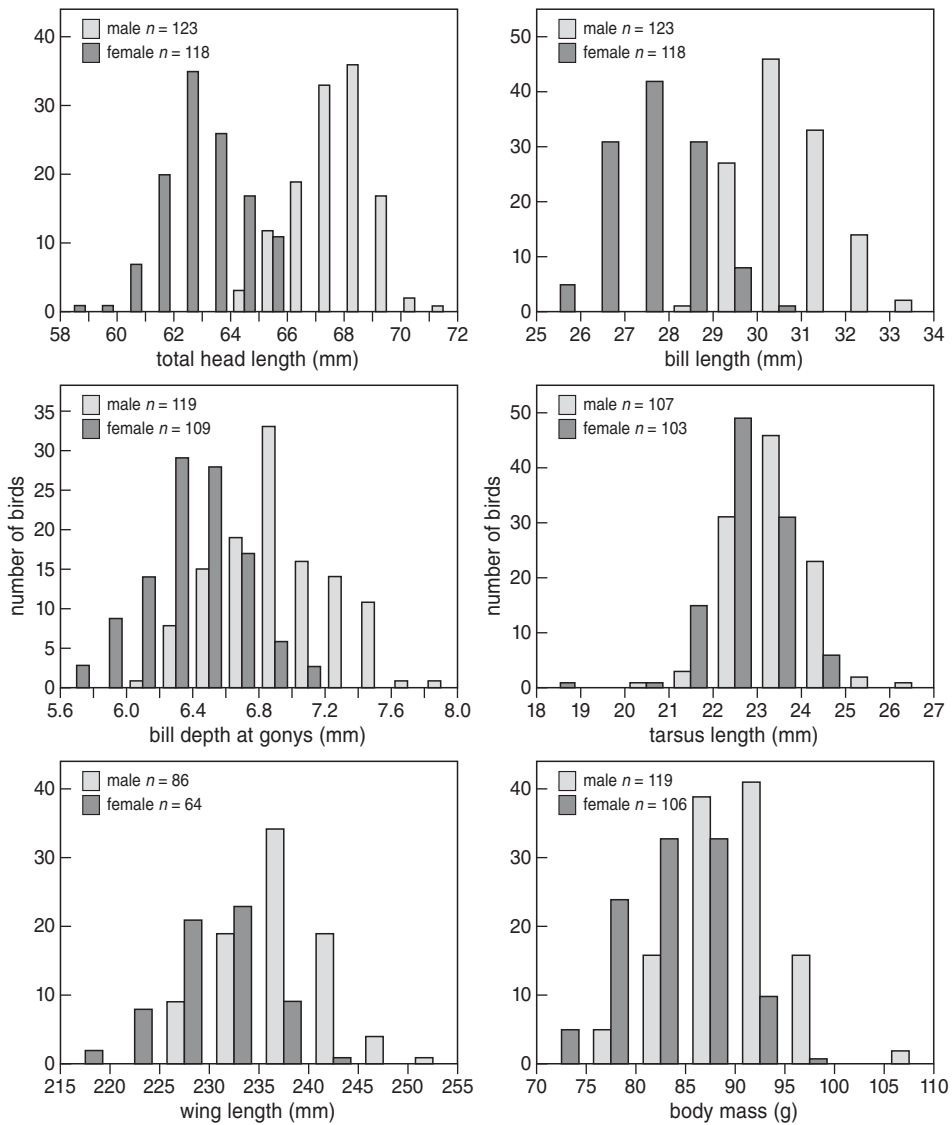 40
30
20
10
0
male n = 123
female n = 118
58 60 62 64 66 68 70 72
total head length (mm)
50
40
30
20
10
0
male n = 123
female n = 118
25 26 27 28 29 30 31 32 33 34
bill length (mm)
number of birds
35
30
25
20
15
10
5
0
male n = 119
female n = 109
5.6 6.0 6.4 6.8 7.2 7.6 8.0
bill depth at gonys (mm)
number of birds
50
40
30
20
10
0
male n = 107
female n = 103
18 19 20 21 22 23 24 25 26 27
tarsus length (mm)
40
30
20
10
0
male n = 86
female n = 64
215 220 225 230 235 240 245 250 255
wing length (mm)
40
30
20
10
0
male n = 119
female n = 106
70 75 80 85 90 95 100 105 110
body mass (g)